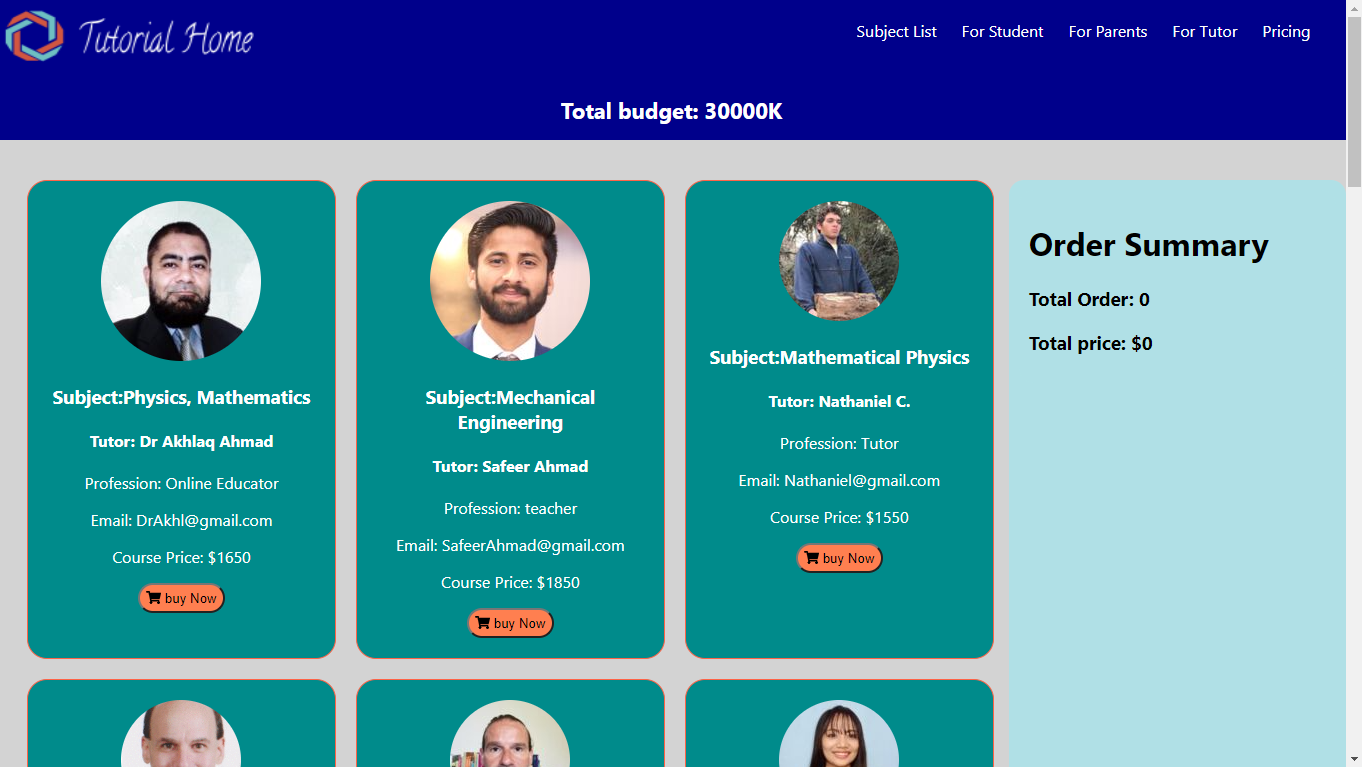 Tutorial Home
Subject List For Student For Parents For Tutor Pricing
Total budget: 30000K
Subject:Physics, Mathematics
Tutor: Dr Akhlaq Ahmad
Profession: Online Educator
Email: DrAkhl@gmail.com
Course Price: $1650
buy Now
Subject:Mechanical
Engineering
Tutor: Safeer Ahmad
Profession: teacher
Email: SafeerAhmad@gmail.com
Course Price: $1850
buy Now
Subject:Mathematical Physics
Tutor: Nathaniel C.
Profession: Tutor
Email: Nathaniel@gmail.com
Course Price: $1550
buy Now
Order Summary
Total Order: 0
Total price: $0